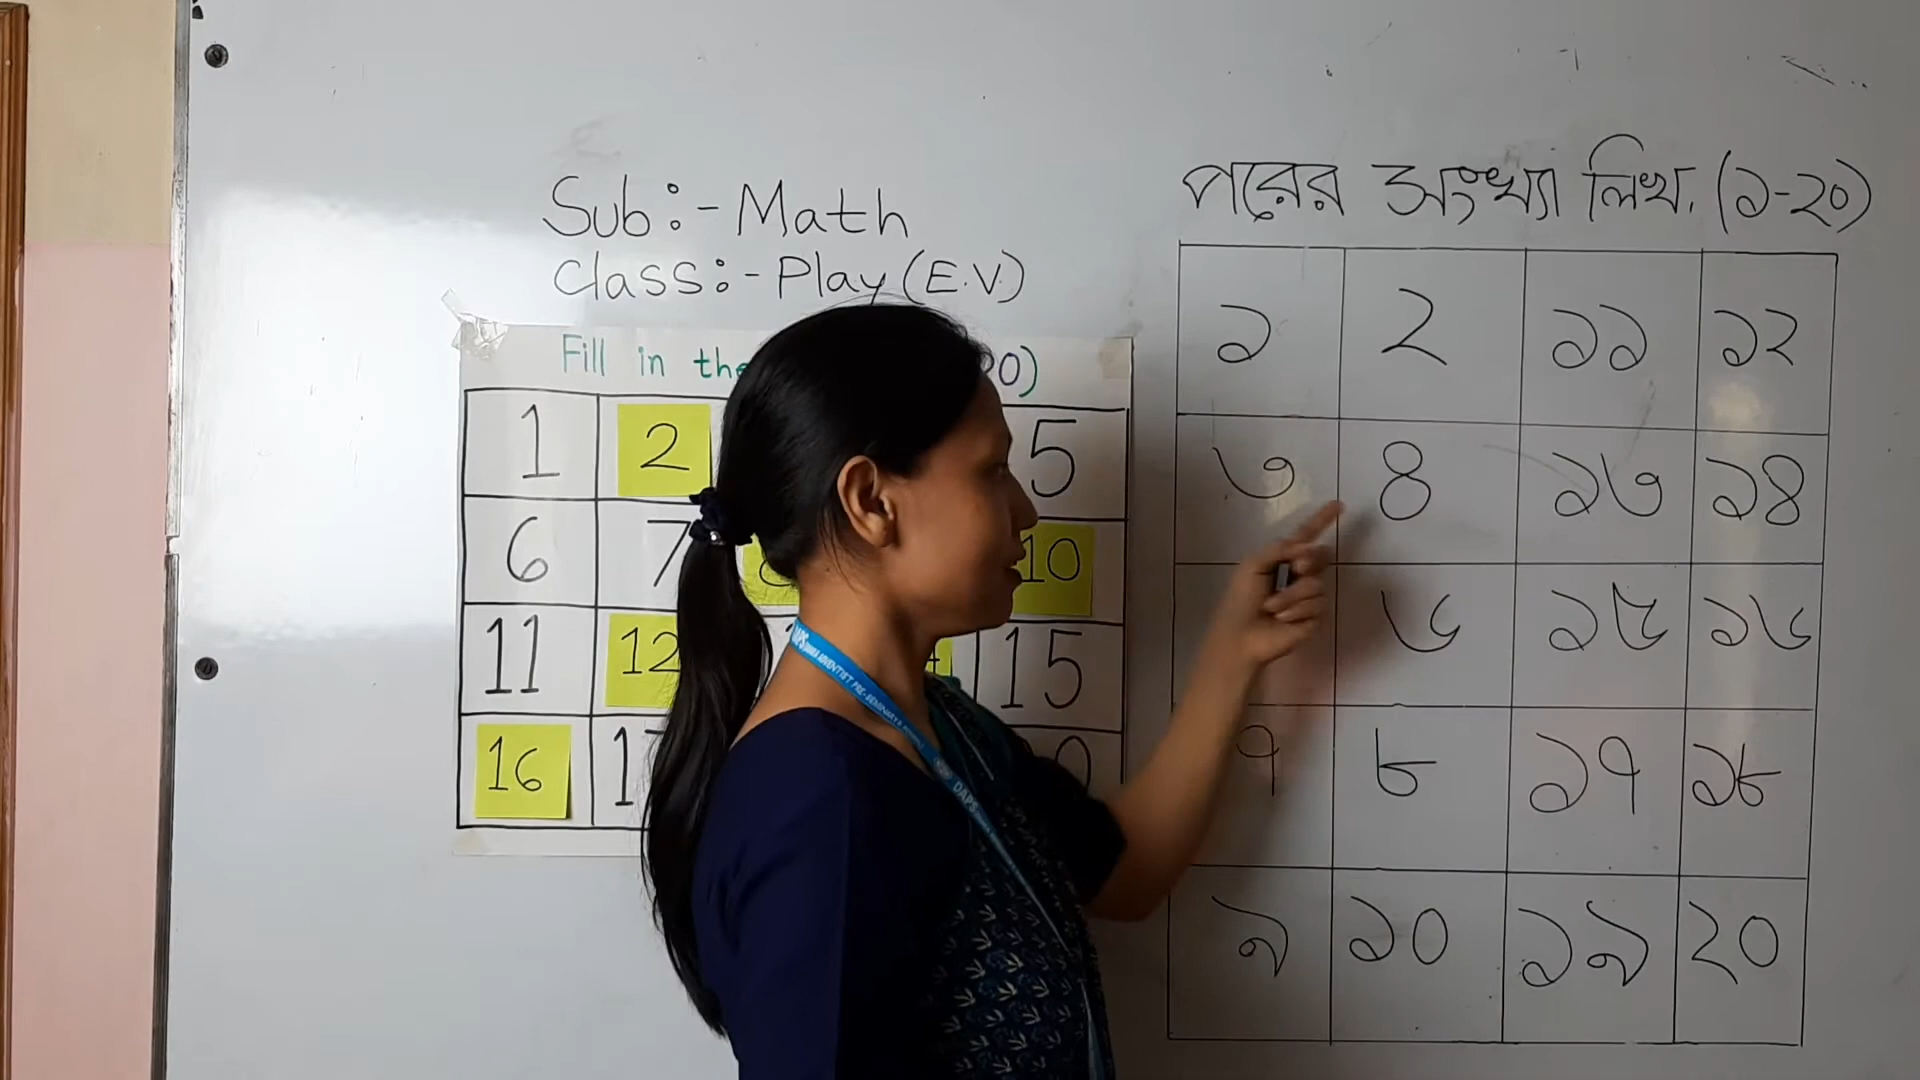 Sub:- Math
Class:- Play (E.V)
Fill in the
1 2 5
6 7 10
11 12 15
16
পরের সংখ্যা লিখ. (১-২০)
১ ২ ১১ ১২
৩ ৪ ১৩ ১৪
৬ ১৫ ১৬
৭ ৮ ১৭ ১৮
৯ ১০ ১৯ ২০
DAPS